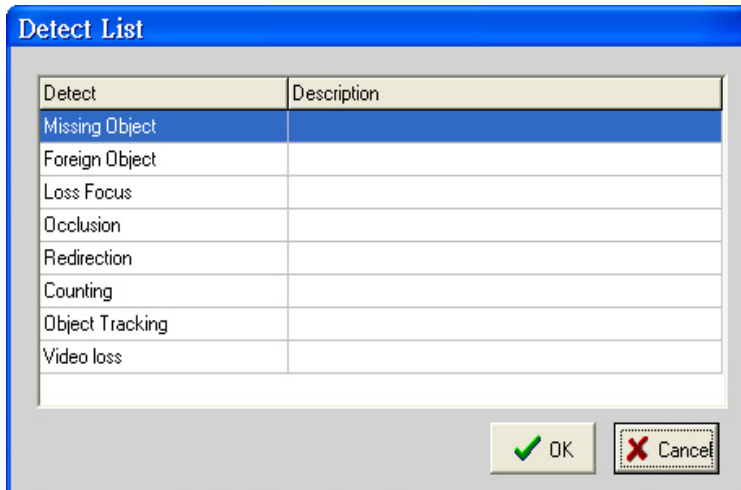 Detect List
Detect Description
Missing Object
Foreign Object
Loss Focus
Occlusion
Redirection
Counting
Object Tracking
Video loss
OK Cancel